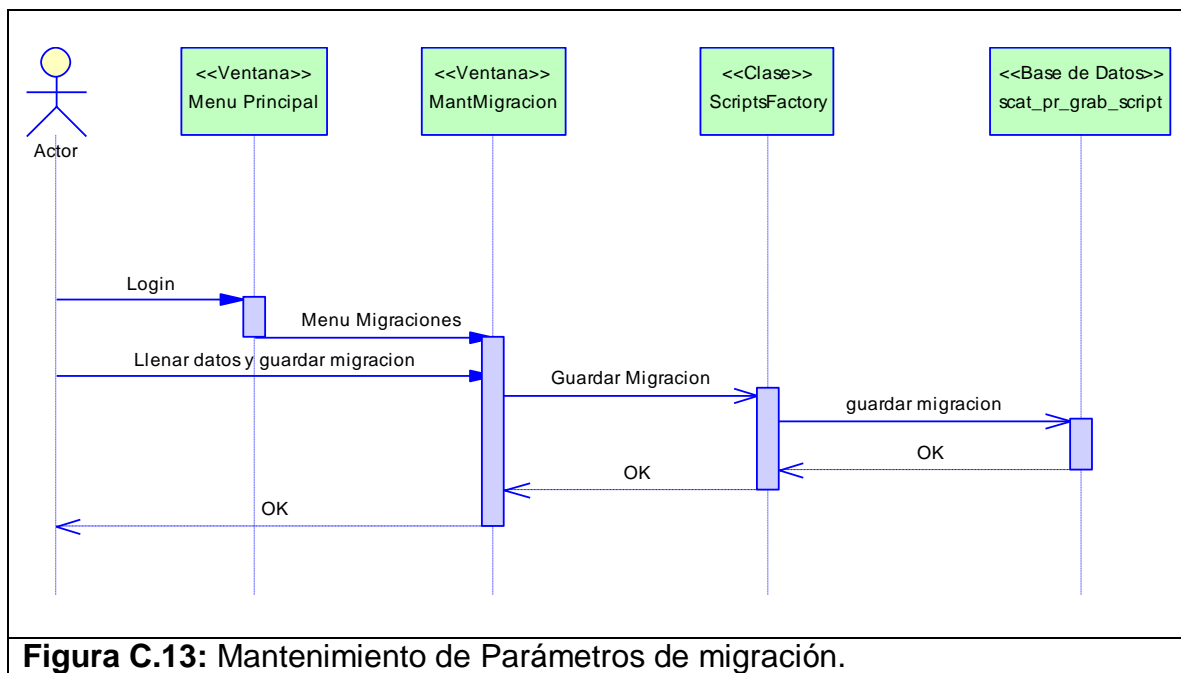 <<Ventana>>
Menu Principal
<<Ventana>>
MantMigracion
<<Clase>>
ScriptsFactory
<<Base de Datos>>
scat_pr_grab_script
Actor
Login
Menu Migraciones
Llenar datos y guardar migracion
Guardar Migracion
guardar migracion
OK
OK
OK
Figura C.13: Mantenimiento de Parámetros de migración.